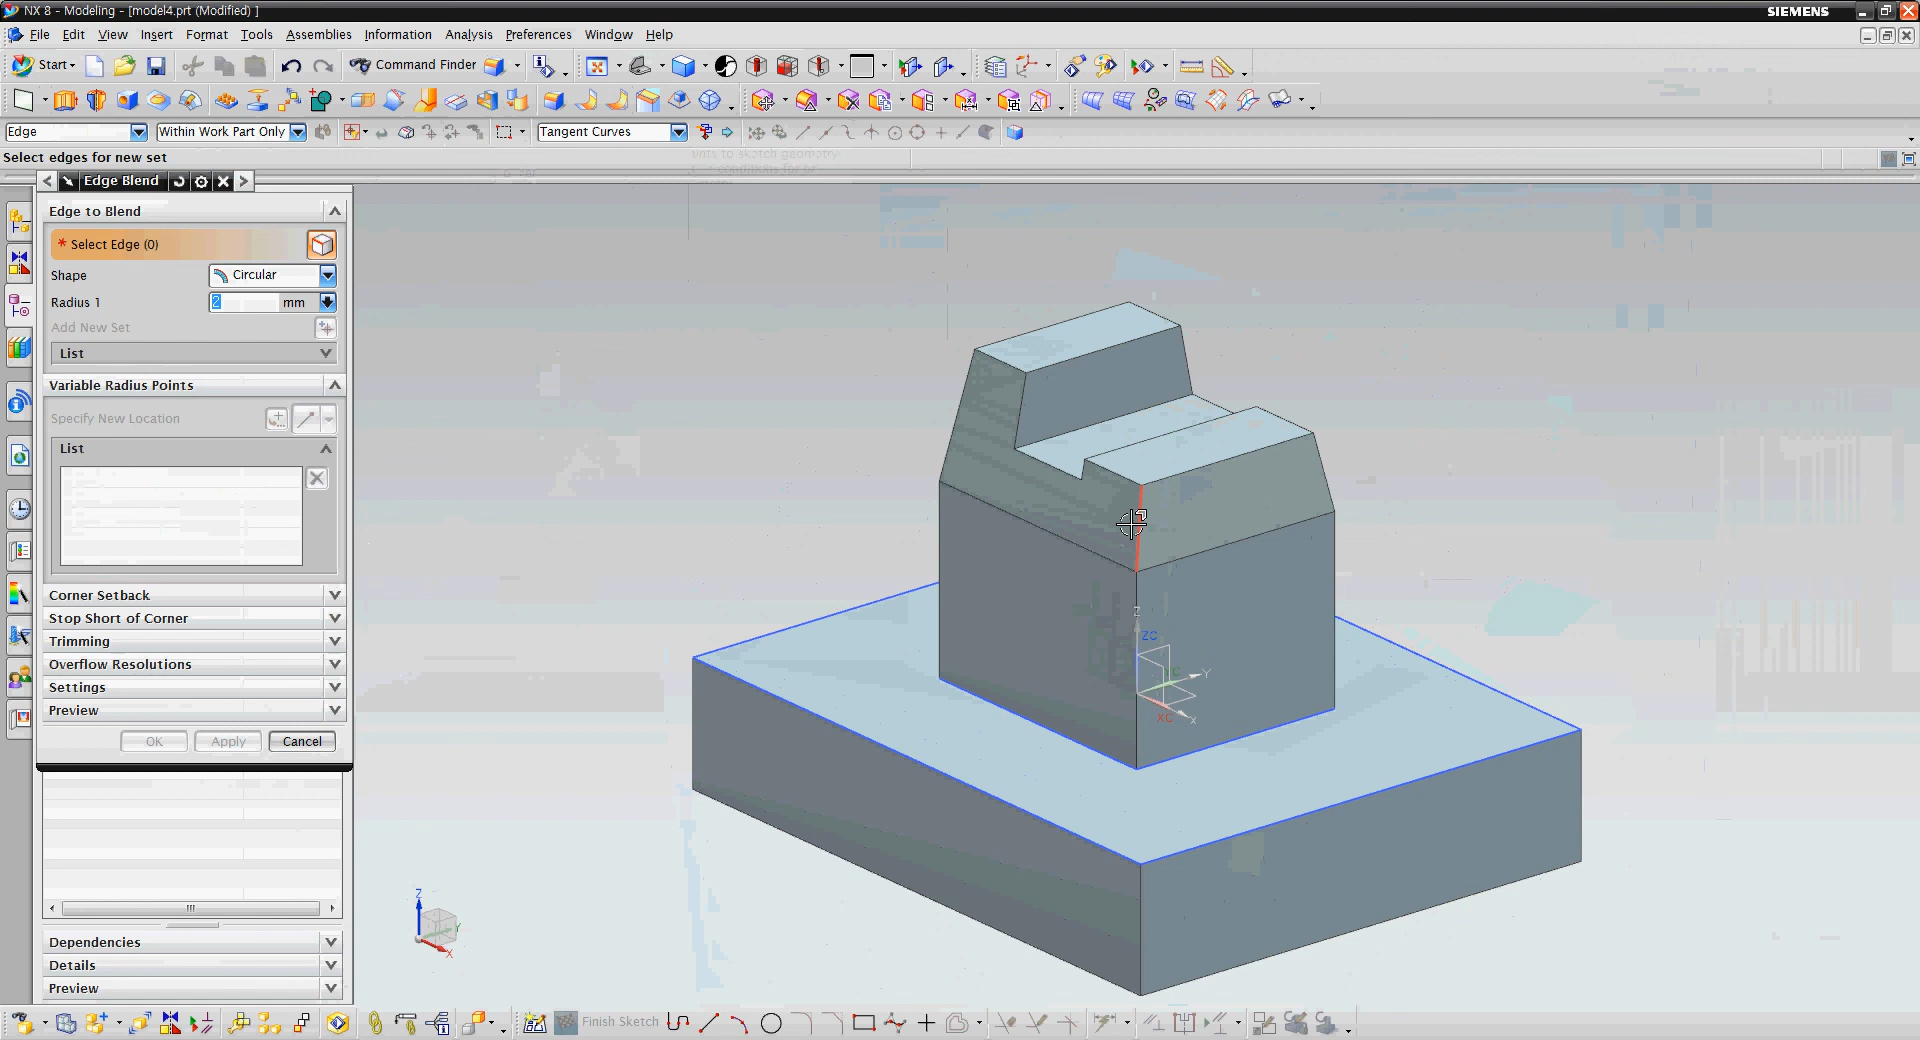 NX 8 - Modeling - [model4.prt (Modified) ]
SIEMENS
File Edit View Insert Format Tools Assemblies Information Analysis Preferences Window Help
Start Command Finder
Edge Within Work Part Only Tangent Curves
Select edges for new set
Edge Blend
Edge to Blend
* Select Edge (0)
Shape Circular
Radius 1 2 mm
Add New Set
List
Variable Radius Points
Specify New Location
List
Corner Setback
Stop Short of Corner
Trimming
Overflow Resolutions
Settings
Preview
OK Apply Cancel
Dependencies
Details
Preview
Z
ZC
YC Y
XC X
Z
Y
X
Finish Sketch